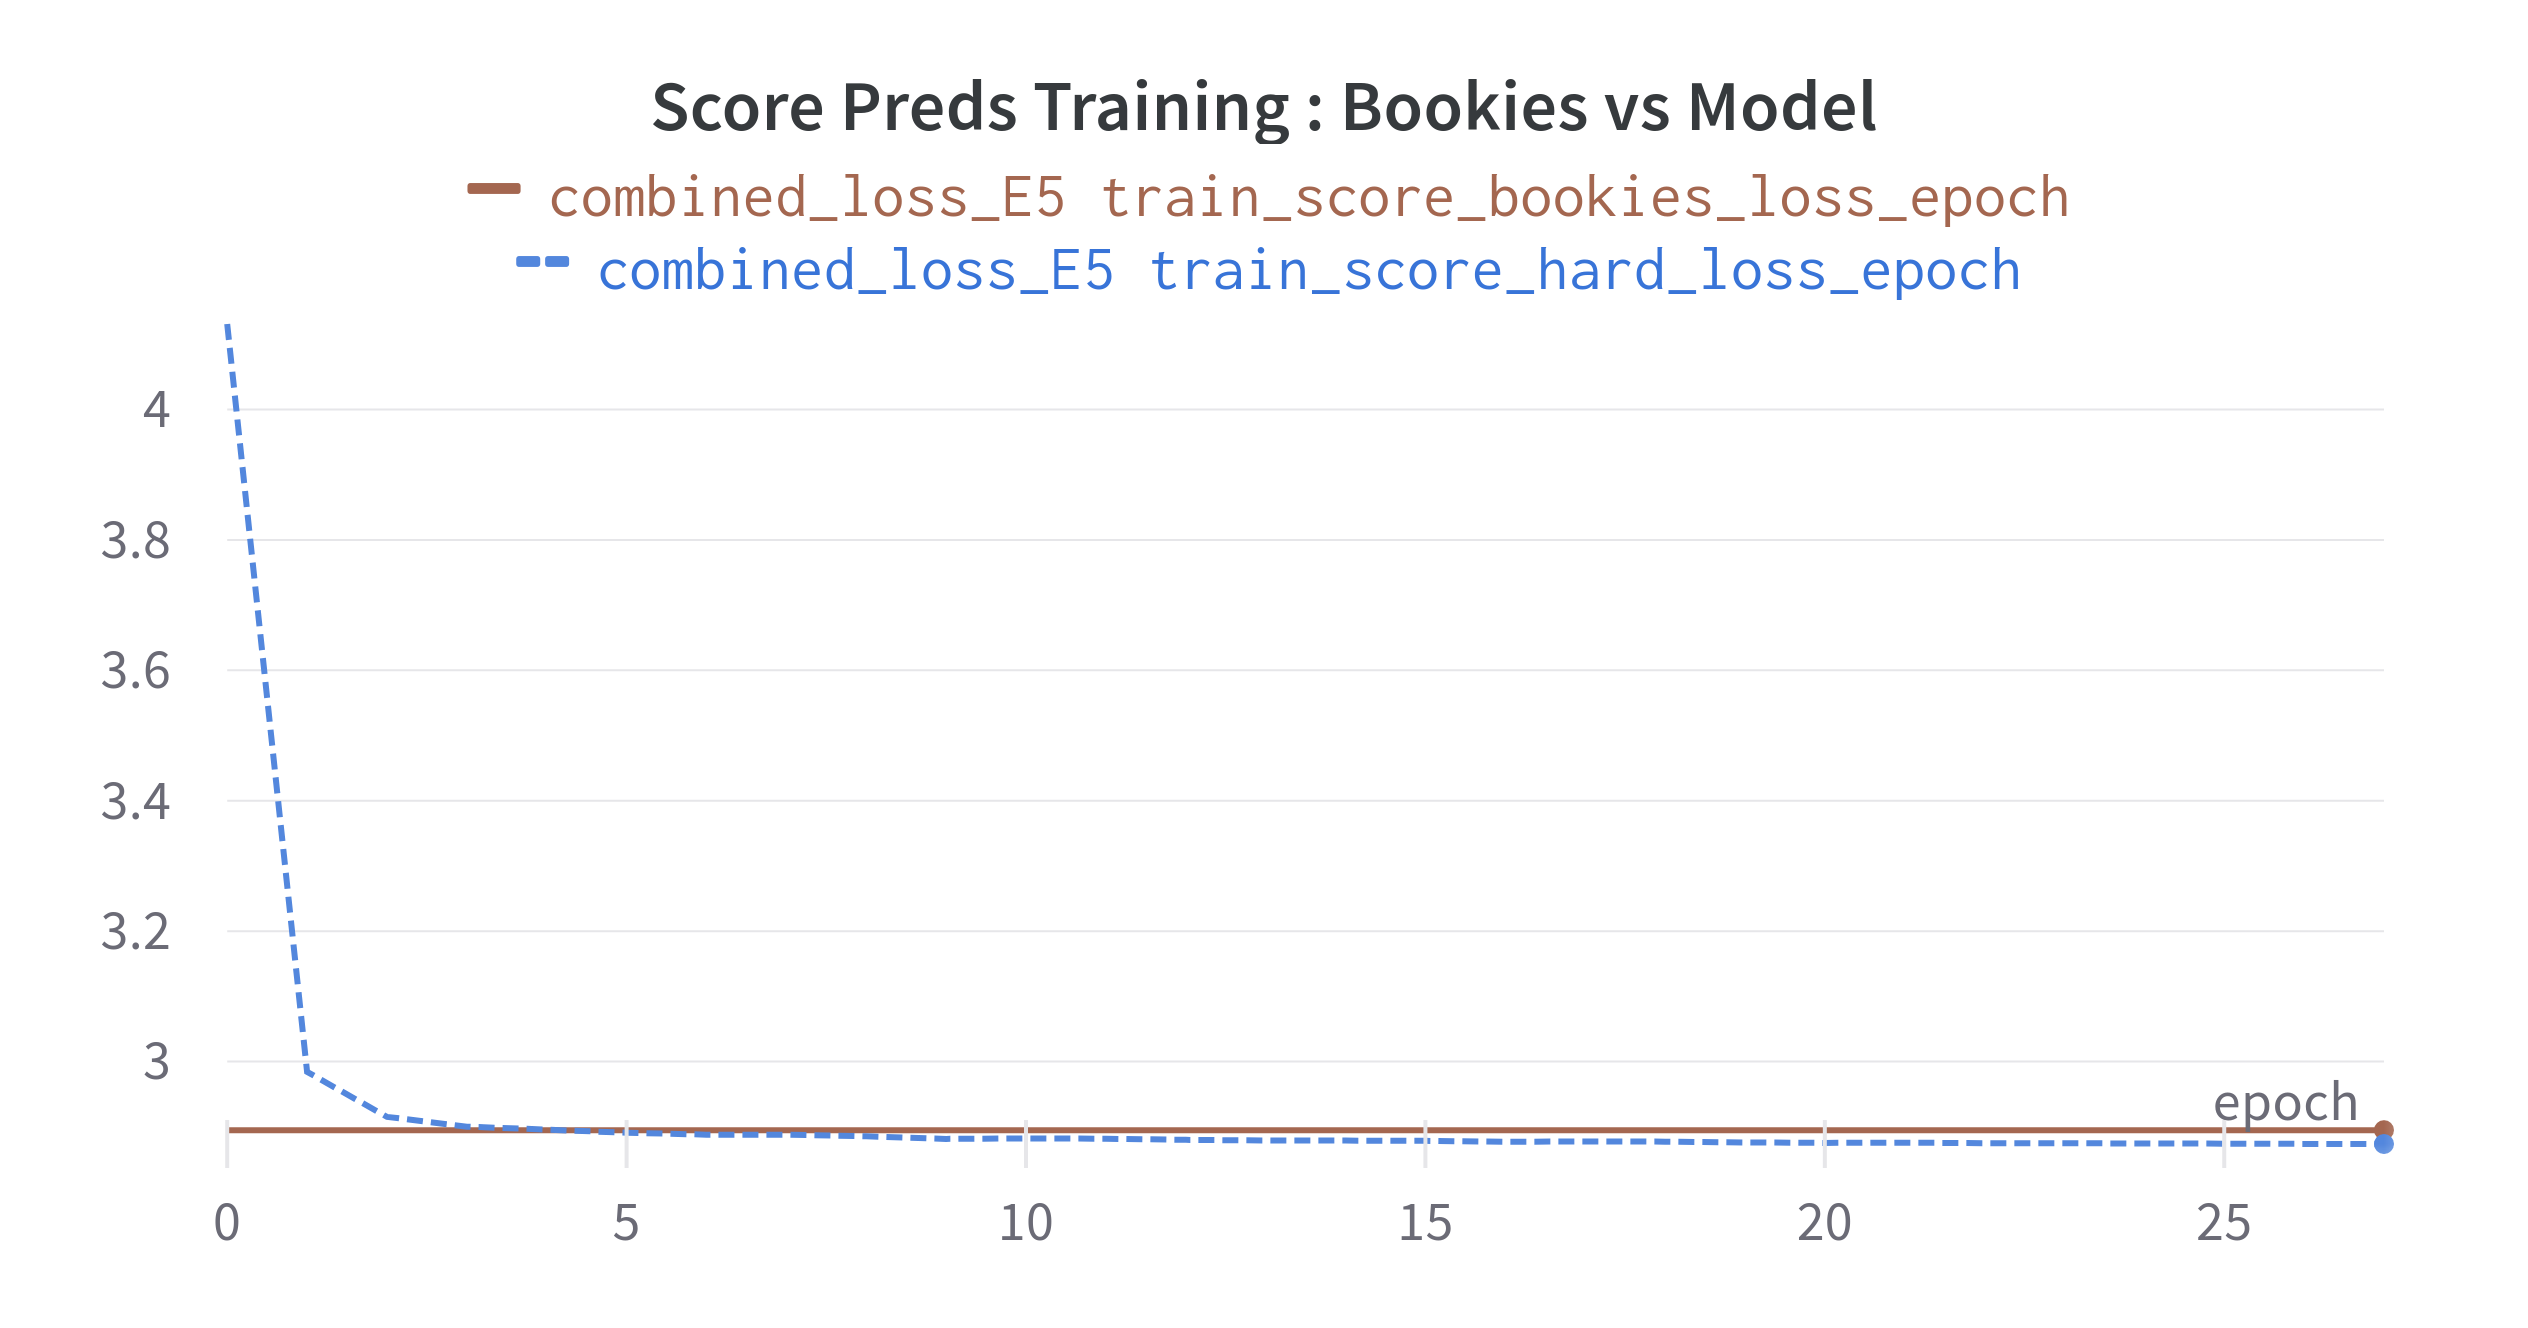 Score Preds Training : Bookies vs Model
combined_loss_E5 train_score_bookies_loss_epoch
combined_loss_E5 train_score_hard_loss_epoch
4
3.8
3.6
3.4
3.2
3
epoch
0 5 10 15 20 25